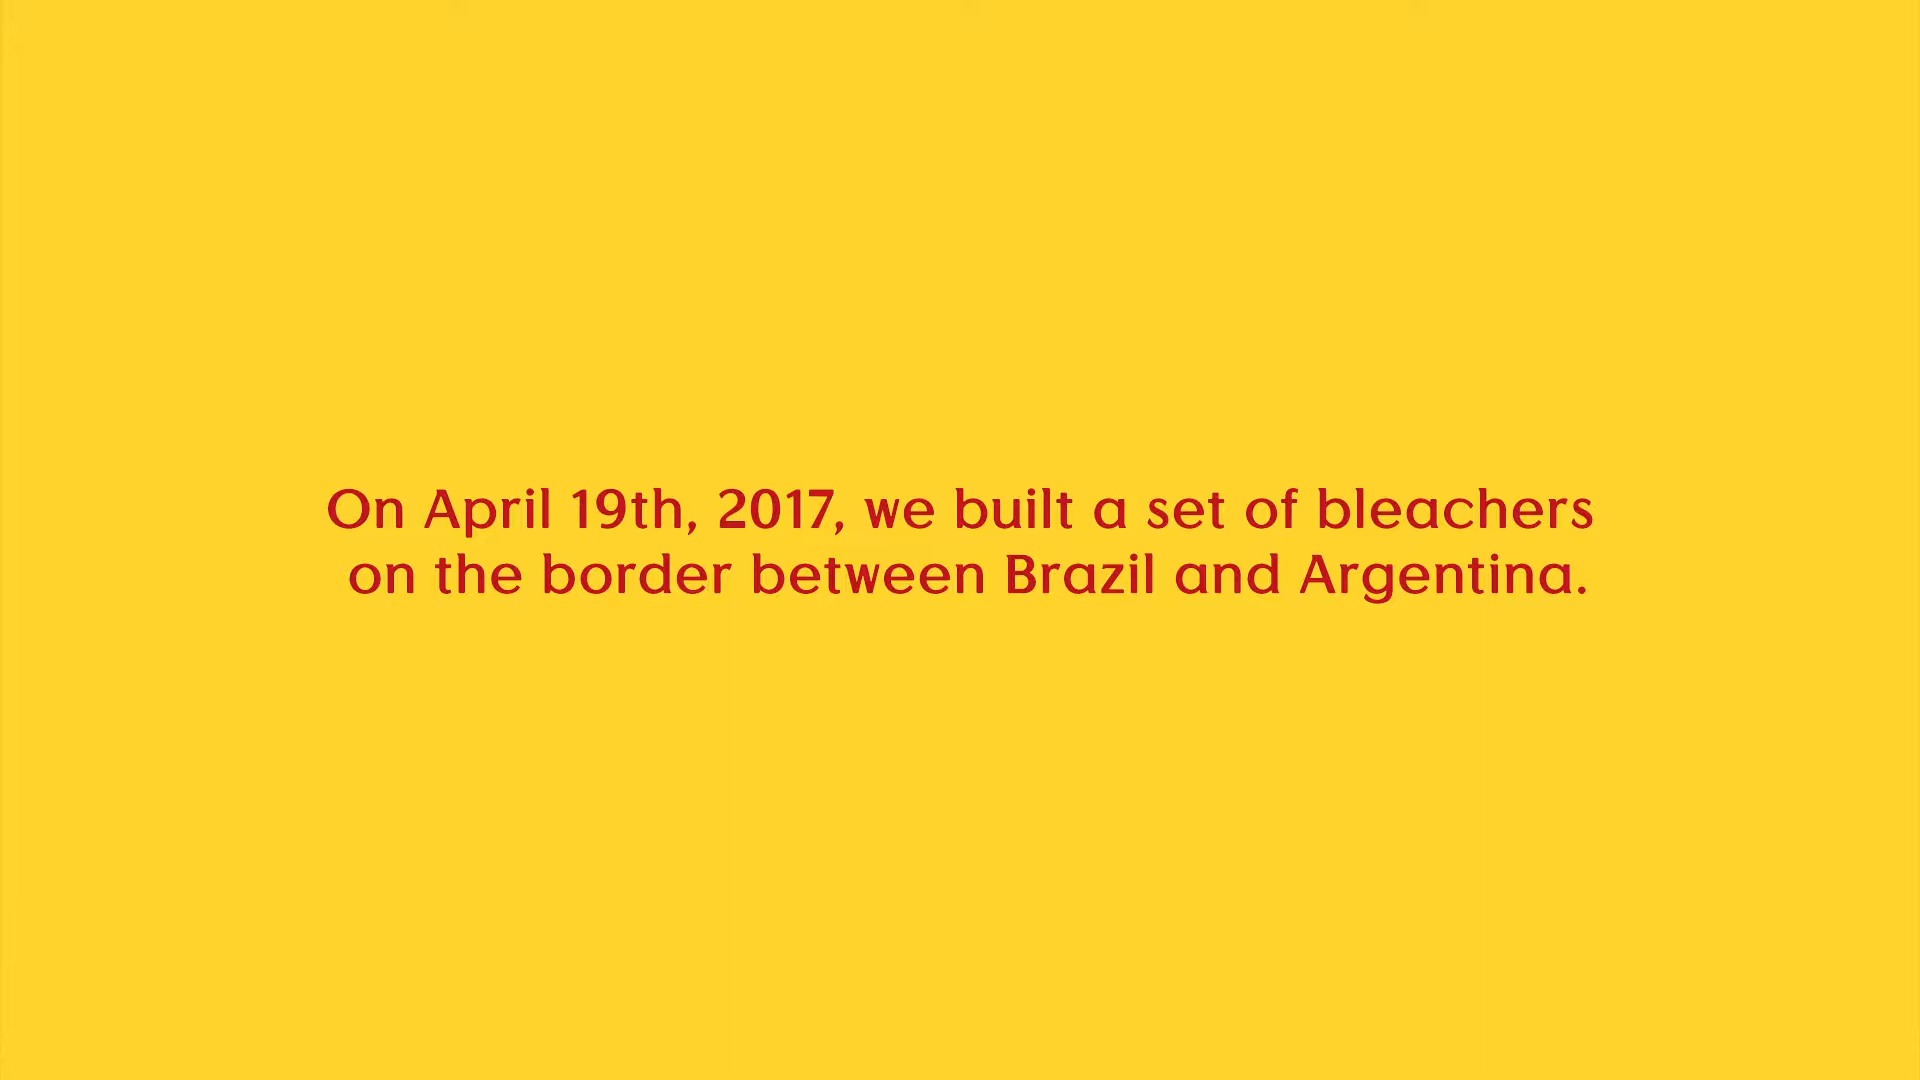 On April 19th, 2017, we built a set of bleachers
on the border between Brazil and Argentina.